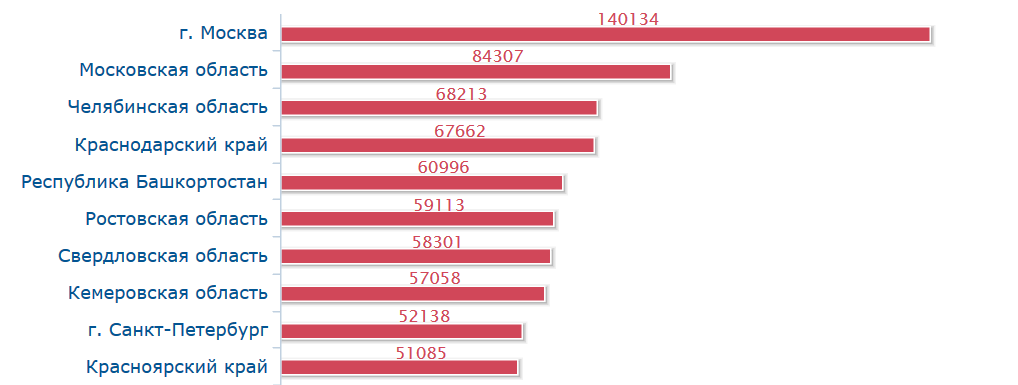 г. Москва 140134
Московская область 84307
Челябинская область 68213
Краснодарский край 67662
Республика Башкортостан 60996
Ростовская область 59113
Свердловская область 58301
Кемеровская область 57058
г. Санкт-Петербург 52138
Красноярский край 51085